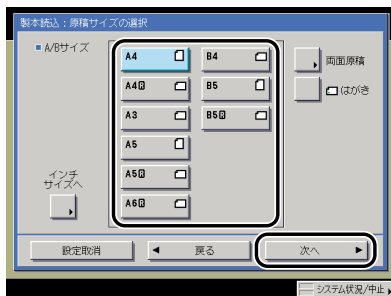 製本読込：原稿サイズの選択
A/Bサイズ
A4
B4
両面原稿
A4R
B5
はがき
A3
B5R
A5
インチ
サイズへ
A5R
A6R
設定取消
戻る
次へ
システム状況/中止